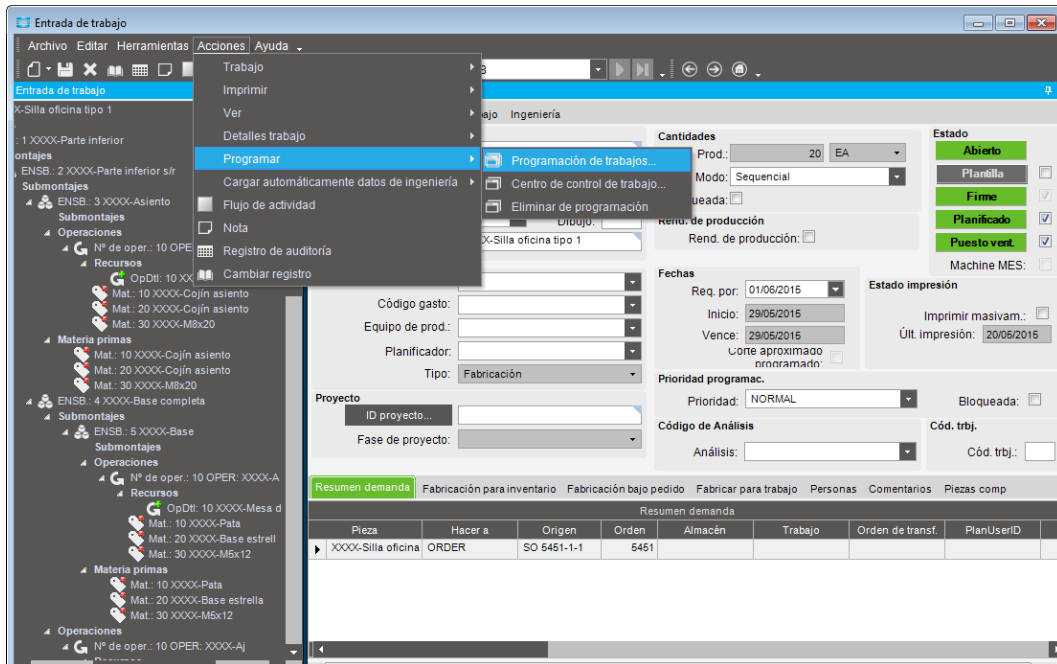 Entrada de trabajo
Archivo Editar Herramientas Acciones Ayuda
Entrada de trabajo
X-Silla oficina tipo 1
: 1 XXXX-Parte inferior
ontajes
ENSB.: 2 XXXX-Parte inferior s/r
Submontajes
ENSB.: 3 XXXX-Asiento
Submontajes
Operaciones
Nº de oper.: 10 OPE
Recursos
OpDtl: 10 XX
Mat.: 10 XXXX-Cojín asiento
Mat.: 20 XXXX-Cojín asiento
Mat.: 30 XXXX-M8x20
Materia primas
Mat.: 10 XXXX-Cojín asiento
Mat.: 20 XXXX-Cojín asiento
Mat.: 30 XXXX-M8x20
ENSB.: 4 XXXX-Base completa
Submontajes
ENSB.: 5 XXXX-Base
Submontajes
Operaciones
Nº de oper.: 10 OPER: XXXX-A
Recursos
OpDtl: 10 XXXX-Mesa d
Mat.: 10 XXXX-Pata
Mat.: 20 XXXX-Base estrell
Mat.: 30 XXXX-M5x12
Materia primas
Mat.: 10 XXXX-Pata
Mat.: 20 XXXX-Base estrella
Mat.: 30 XXXX-M5x12
Operaciones
Nº de oper.: 10 OPER: XXXX-Aj
Trabajo
Imprimir
Ver
Detalles trabajo
Programar
Cargar automáticamente datos de ingeniería
Flujo de actividad
Nota
Registro de auditoría
Cambiar registro
Programación de trabajos...
Centro de control de trabajo...
Eliminar de programación
ajo Ingeniería
Dibujo:
X-Silla oficina tipo 1
Código gasto:
Equipo de prod.:
Planificador:
Tipo: Fabricación
Proyecto
ID proyecto...
Fase de proyecto:
Cantidades
Prod.: 20 EA
Modo: Sequencial
ueada:
Rend. de producción
Rend. de producción:
Fechas
Req. por: 01/06/2015
Inicio: 29/05/2015
Vence: 29/05/2015
Corte aproximado
programado:
Prioridad programac.
Prioridad: NORMAL
Bloqueada:
Código de Análisis
Análisis:
Cód. trbj.
Cód. trbj.:
Estado
Abierto
Plantilla
Firme
Planificado
Puesto vent.
Machine MES:
Estado impresión
Imprimir masivam.:
Últ. impresión: 20/05/2015
Resumen demanda Fabricación para inventario Fabricación bajo pedido Fabricar para trabajo Personas Comentarios Piezas comp
Resumen demanda
Pieza Hacer a Origen Orden Almacén Trabajo Orden de transf. PlanUserID
XXXX-Silla oficina ORDER SO 5451-1-1 5451